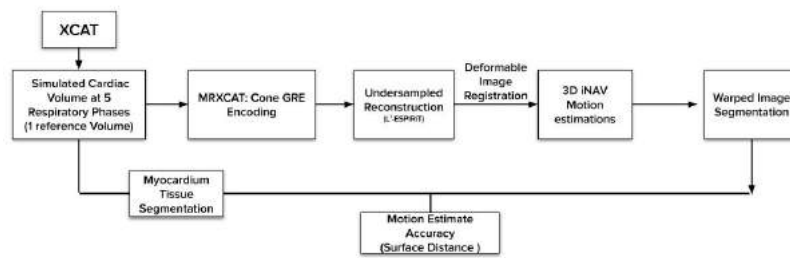 XCAT
Simulated Cardiac
Volume at 5
Respiratory Phases
(1 reference Volume)
MRXCAT: Cone GRE
Encoding
Undersampled
Reconstruction
(L¹-ESPIRiT)
Deformable
Image
Registration
3D iNAV
Motion
estimations
Warped Image
Segmentation
Myocardium
Tissue
Segmentation
Motion Estimate
Accuracy
(Surface Distance )